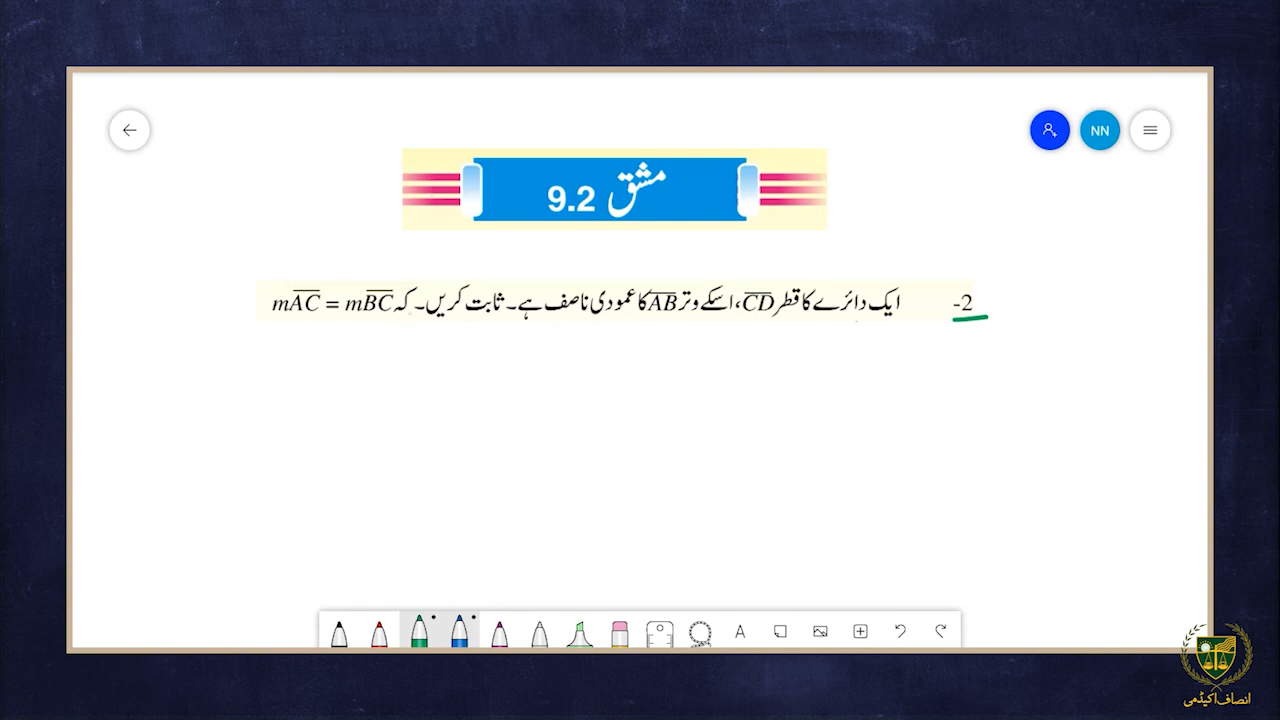 NN
مشق 9.2
-2 ایک دائرے کا قطر CD، اسکے وتر AB کا عمودی ناصف ہے۔ ثابت کریں۔ کہ mAC = mBC
A
انصاف اکیڈمی